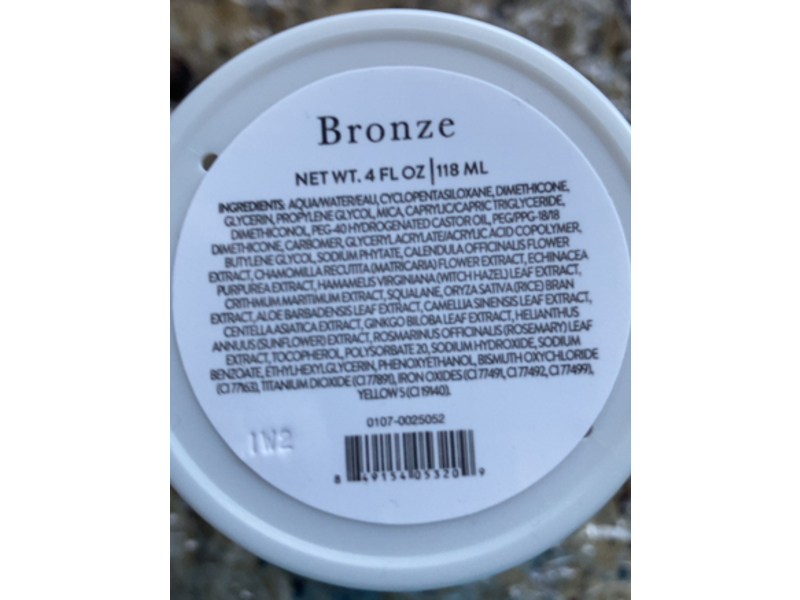 Bronze
NET WT. 4 FL OZ | 118 ML
INGREDIENTS: AQUA/WATER/EAU, CYCLOPENTASILOXANE, DIMETHICONE,
GLYCERIN, PROPYLENE GLYCOL, MICA, CAPRYLIC/CAPRIC TRIGLYCERIDE,
DIMETHICONOL, PEG-40 HYDROGENATED CASTOR OIL, PEG/PPG-18/18
DIMETHICONE, CARBOMER, GLYCERYL ACRYLATE/ACRYLIC ACID COPOLYMER,
BUTYLENE GLYCOL, SODIUM PHYTATE, CALENDULA OFFICINALIS FLOWER
EXTRACT, CHAMOMILLA RECUTITA (MATRICARIA) FLOWER EXTRACT, ECHINACEA
PURPUREA EXTRACT, HAMAMELIS VIRGINIANA (WITCH HAZEL) LEAF EXTRACT,
CRITHMUM MARITIMUM EXTRACT, SQUALANE, ORYZA SATIVA (RICE) BRAN
EXTRACT, ALOE BARBADENSIS LEAF EXTRACT, CAMELLIA SINENSIS LEAF EXTRACT,
CENTELLA ASIATICA EXTRACT, GINKGO BILOBA LEAF EXTRACT, HELIANTHUS
ANNUUS (SUNFLOWER) EXTRACT, ROSMARINUS OFFICINALIS (ROSEMARY) LEAF
EXTRACT, TOCOPHEROL, POLYSORBATE 20, SODIUM HYDROXIDE, SODIUM
BENZOATE, ETHYLHEXYLGLYCERIN, PHENOXYETHANOL, BISMUTH OXYCHLORIDE
(CI 77163), TITANIUM DIOXIDE (CI 77891), IRON OXIDES (CI 77491, CI 77492, CI 77499),
YELLOW 5 (CI 19140).
0107-0025052
1N2
8 49154 05320 9